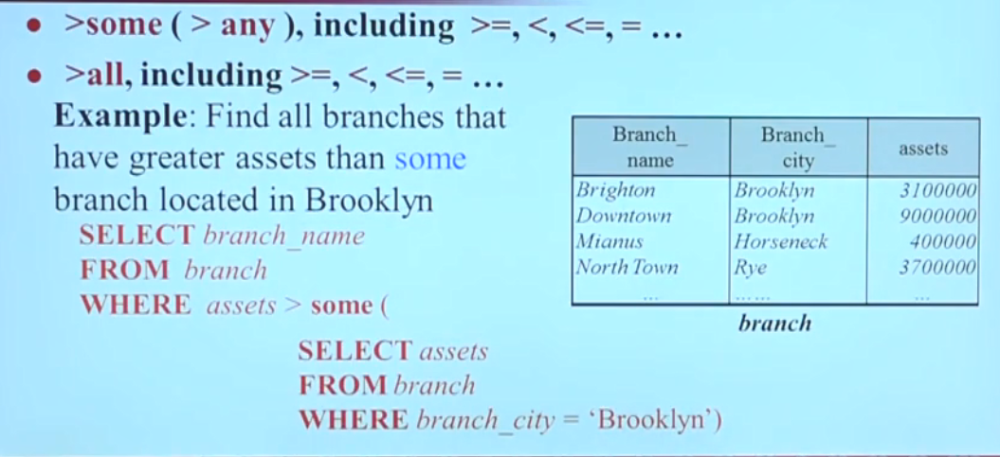 • >some ( > any ), including >=, <, <=, = …
• >all, including >=, <, <=, = …
Example: Find all branches that
have greater assets than some
branch located in Brooklyn
SELECT branch_name
FROM branch
WHERE assets > some (
SELECT assets
FROM branch
WHERE branch_city = ‘Brooklyn’)
Branch_ Branch_ assets
name city
Brighton Brooklyn 3100000
Downtown Brooklyn 9000000
Mianus Horseneck 400000
North Town Rye 3700000
… …… …
branch